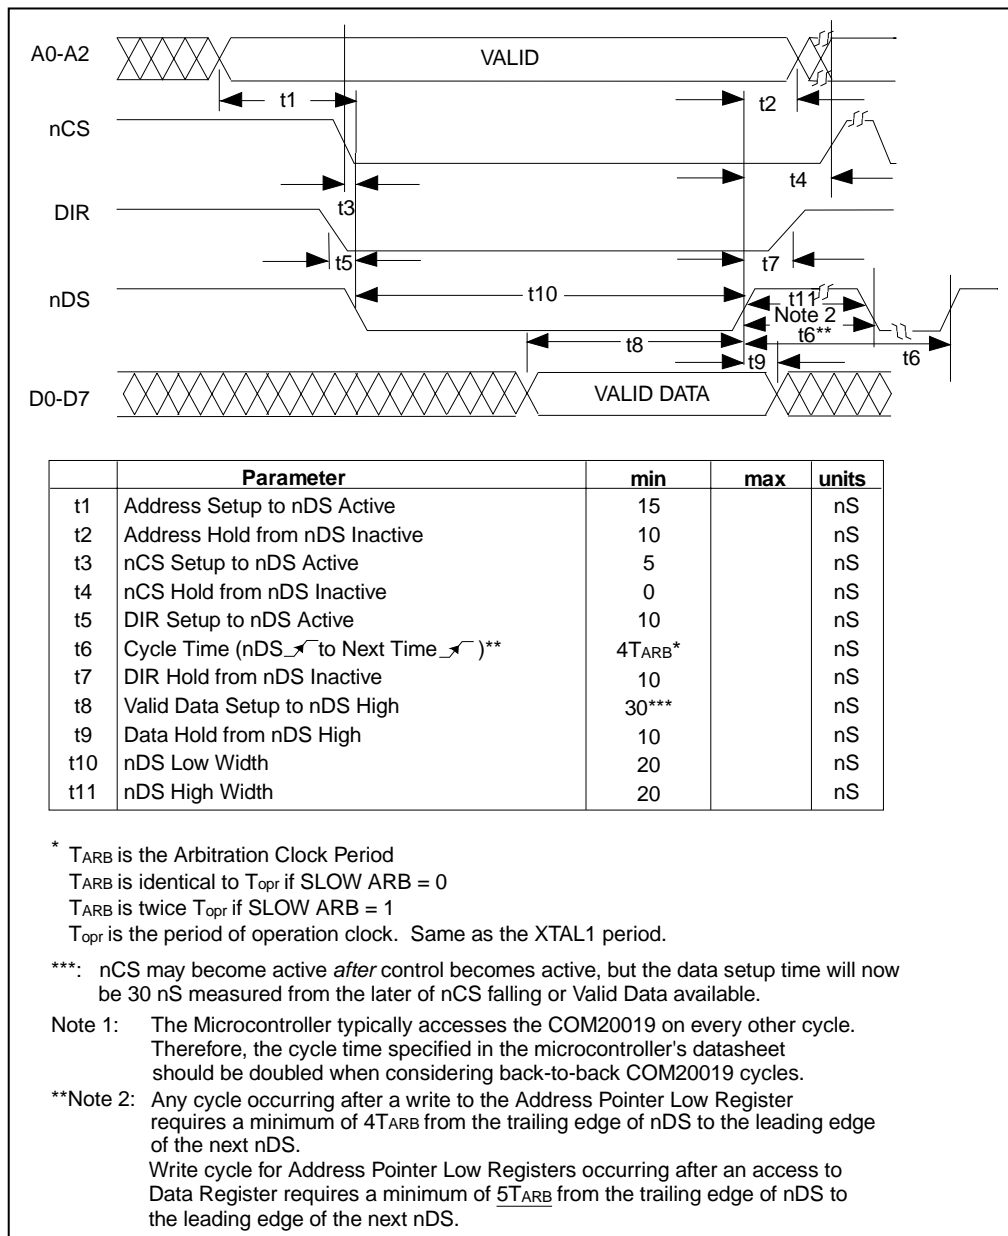 A0-A2 VALID
t1 t2
nCS
t3 t4
DIR
t5 t7
nDS t10 t11
Note 2
t6**
t8 t9 t6
D0-D7 VALID DATA
Parameter min max units
t1 Address Setup to nDS Active 15 nS
t2 Address Hold from nDS Inactive 10 nS
t3 nCS Setup to nDS Active 5 nS
t4 nCS Hold from nDS Inactive 0 nS
t5 DIR Setup to nDS Active 10 nS
t6 Cycle Time (nDS to Next Time )** 4TARB* nS
t7 DIR Hold from nDS Inactive 10 nS
t8 Valid Data Setup to nDS High 30*** nS
t9 Data Hold from nDS High 10 nS
t10 nDS Low Width 20 nS
t11 nDS High Width 20 nS
* TARB is the Arbitration Clock Period
TARB is identical to Topr if SLOW ARB = 0
TARB is twice Topr if SLOW ARB = 1
Topr is the period of operation clock. Same as the XTAL1 period.
***: nCS may become active after control becomes active, but the data setup time will now
be 30 nS measured from the later of nCS falling or Valid Data available.
Note 1: The Microcontroller typically accesses the COM20019 on every other cycle.
Therefore, the cycle time specified in the microcontroller's datasheet
should be doubled when considering back-to-back COM20019 cycles.
**Note 2: Any cycle occurring after a write to the Address Pointer Low Register
requires a minimum of 4TARB from the trailing edge of nDS to the leading edge
of the next nDS.
Write cycle for Address Pointer Low Registers occurring after an access to
Data Register requires a minimum of 5TARB from the trailing edge of nDS to
the leading edge of the next nDS.